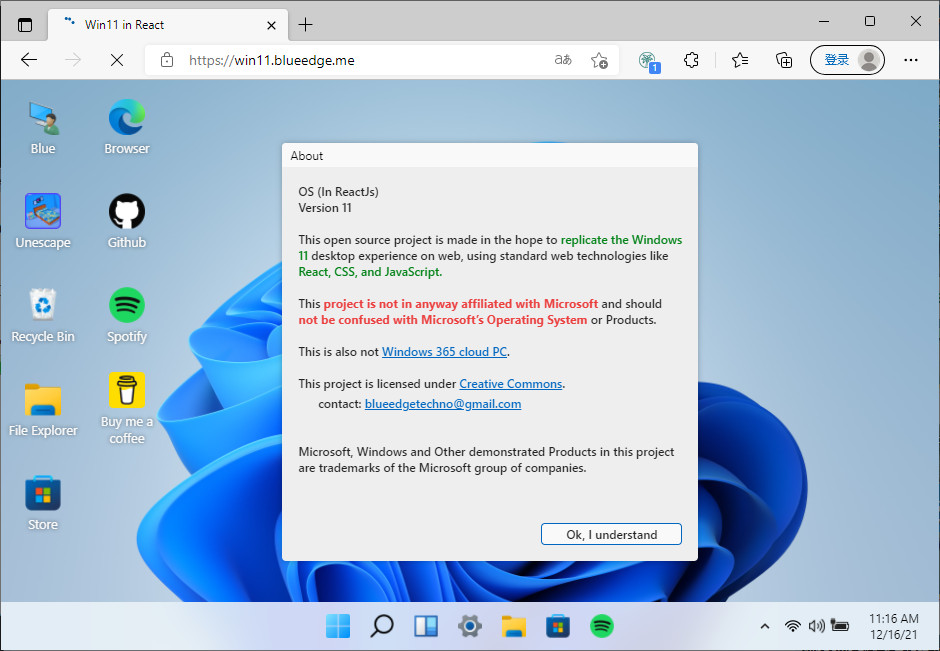 Win11 in React
https://win11.blueedge.me
aあ
1
登录
Blue
Browser
Unescape
Github
Recycle Bin
Spotify
File Explorer
Buy me a
coffee
Store
About
OS (In ReactJs)
Version 11
This open source project is made in the hope to replicate the Windows
11 desktop experience on web, using standard web technologies like
React, CSS, and JavaScript.
This project is not in anyway affiliated with Microsoft and should
not be confused with Microsoft's Operating System or Products.
This is also not Windows 365 cloud PC.
This project is licensed under Creative Commons.
contact: blueedgetechno@gmail.com
Microsoft, Windows and Other demonstrated Products in this project
are trademarks of the Microsoft group of companies.
Ok, I understand
11:16 AM
12/16/21